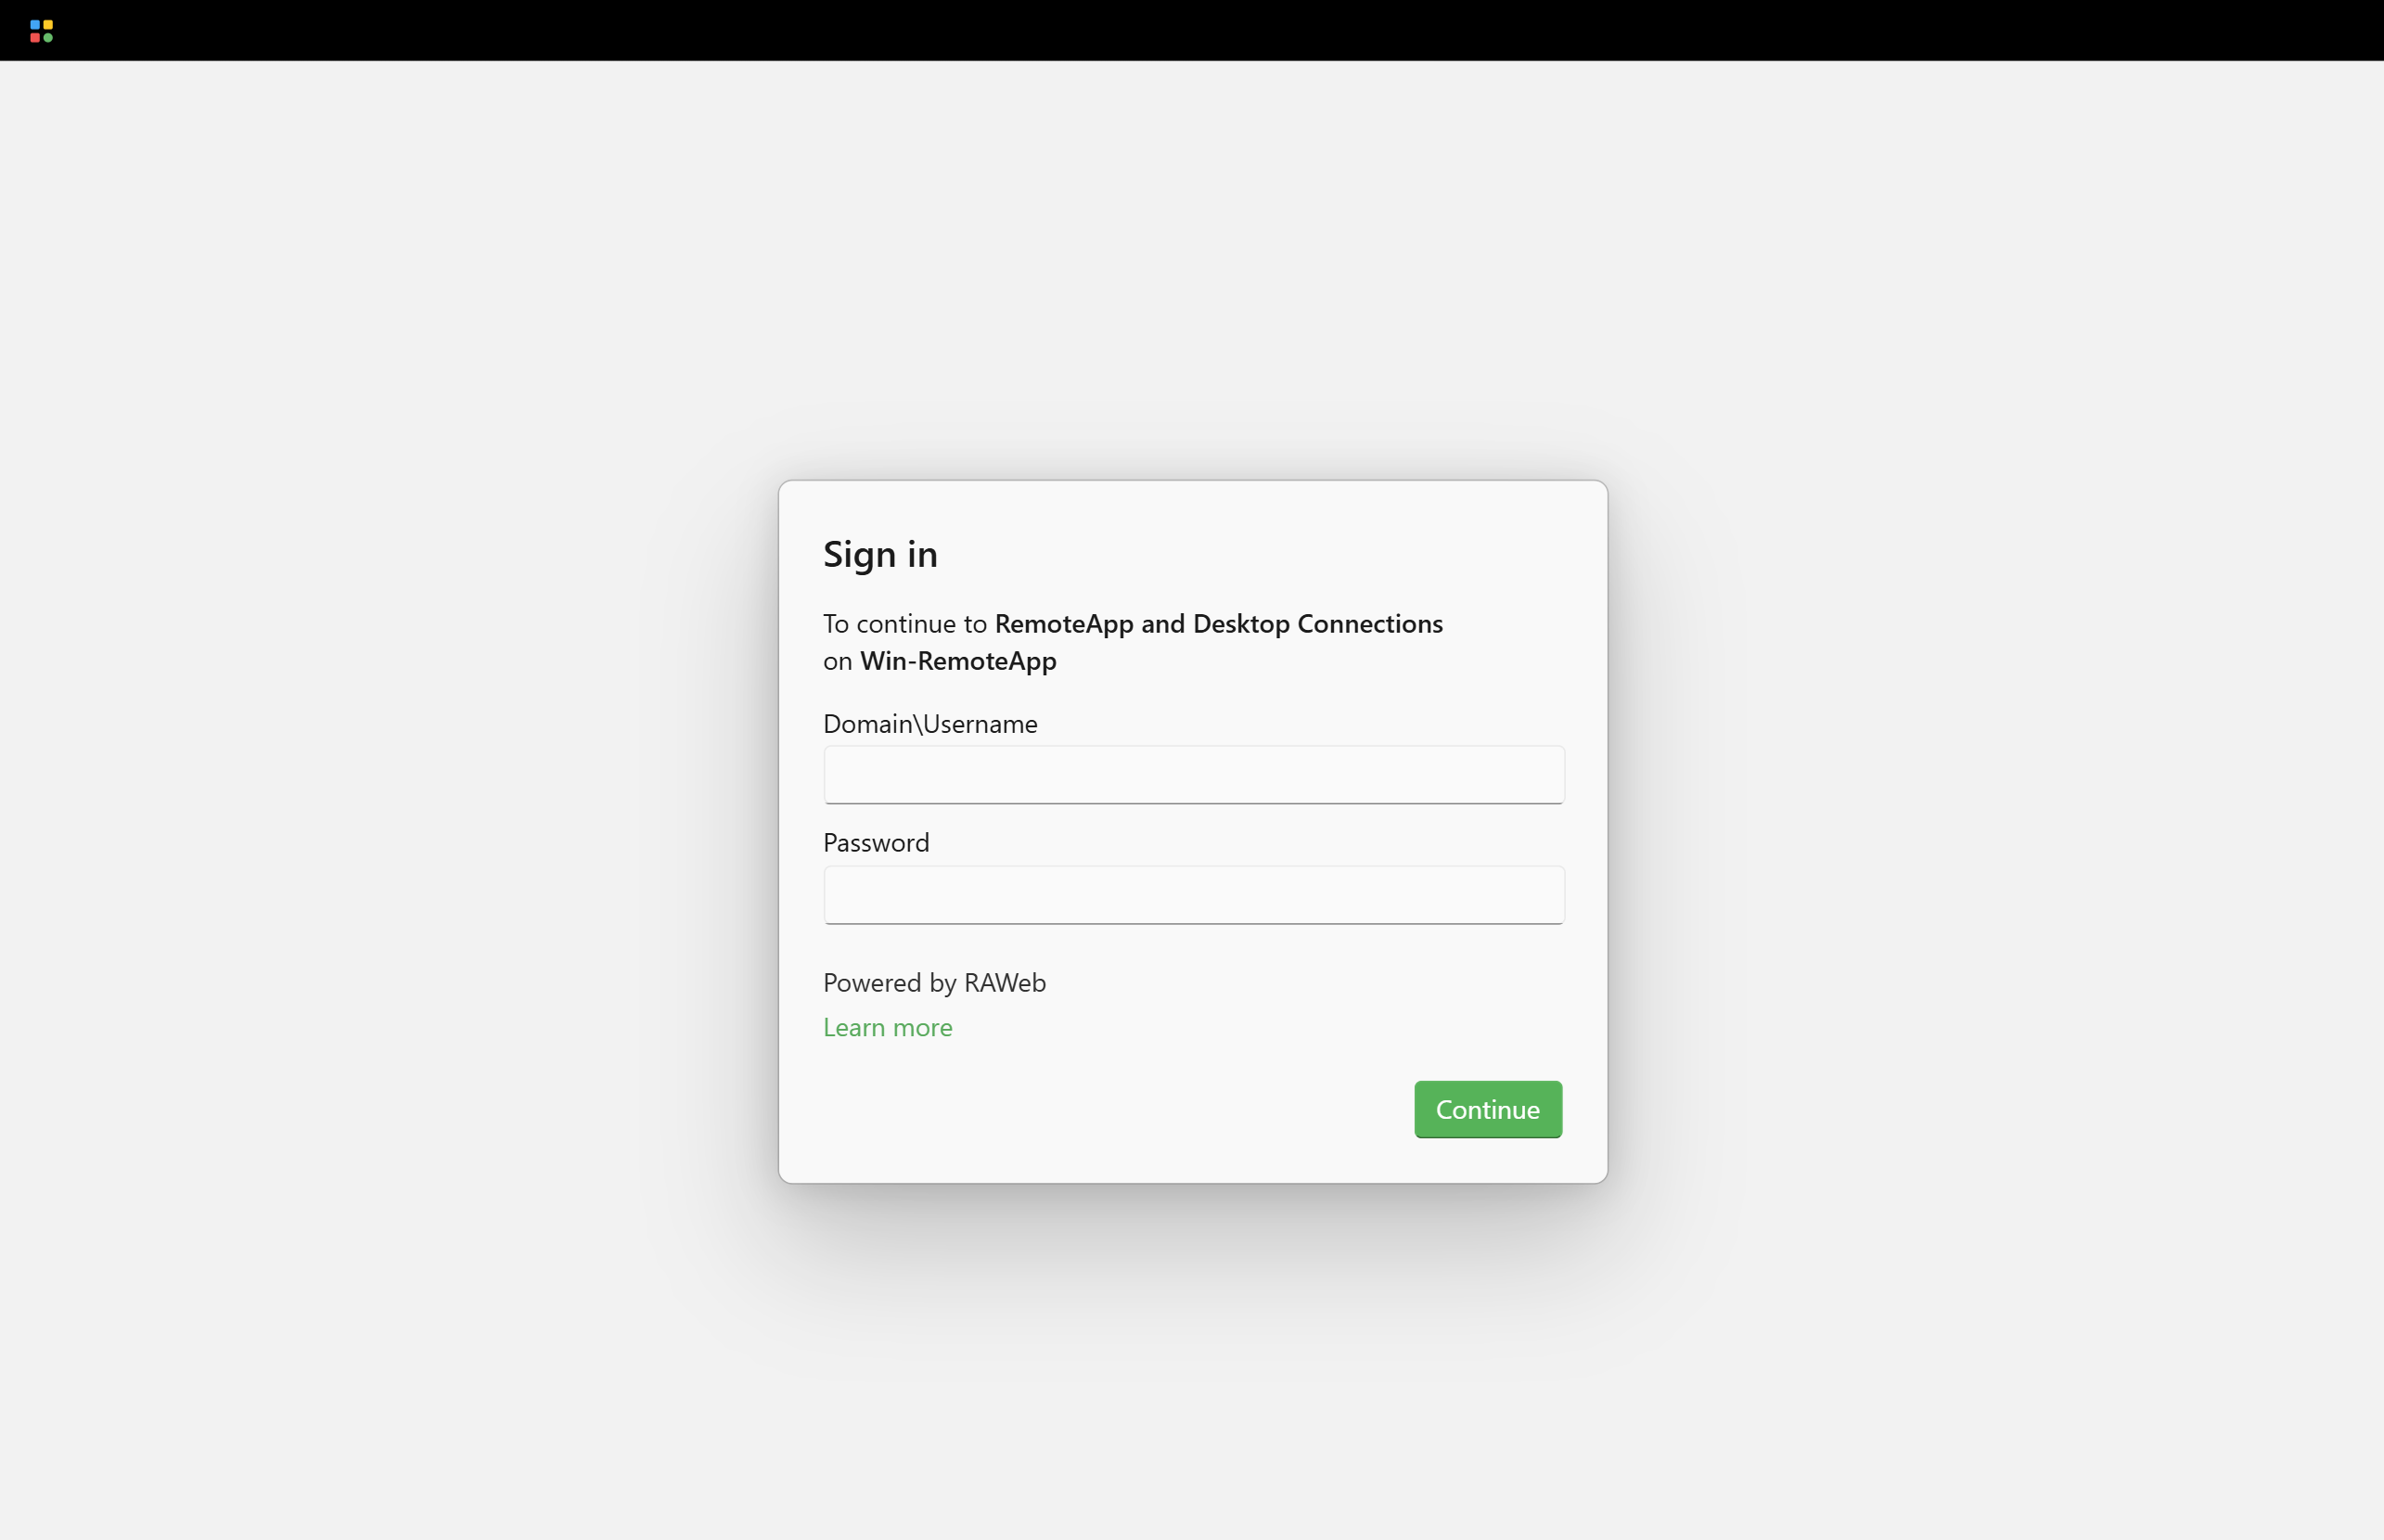 Sign in
To continue to RemoteApp and Desktop Connections
on Win-RemoteApp
Domain\Username
Password
Powered by RAWeb
Learn more
Continue